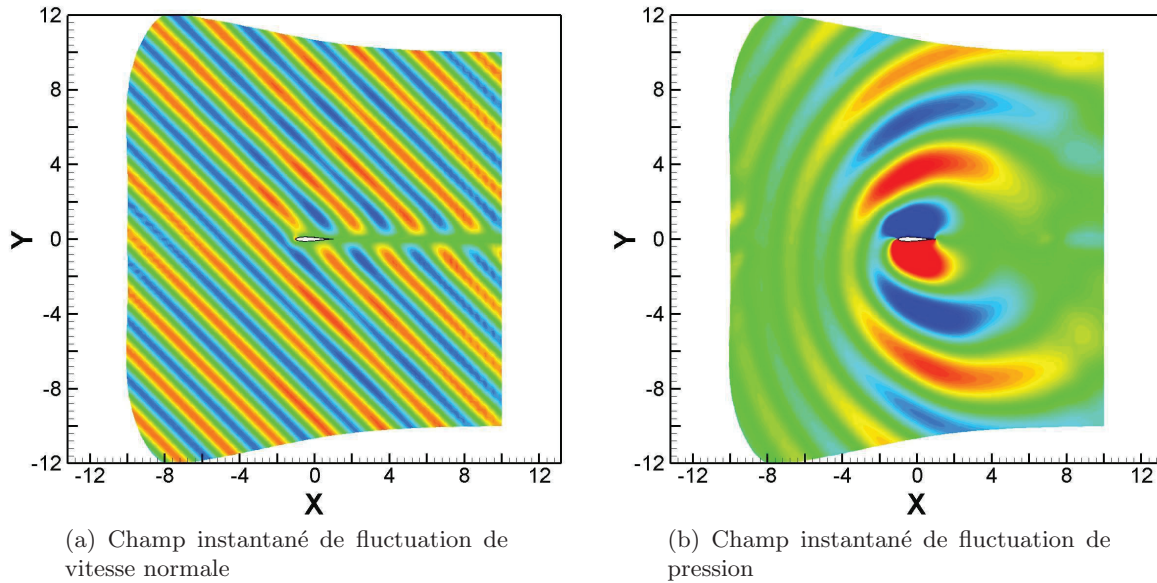 12
8
4
0
-4
-8
-12
Y
-12 -8 -4 0 4 8 12
X
(a) Champ instantané de fluctuation de
vitesse normale
12
8
4
0
-4
-8
-12
Y
-12 -8 -4 0 4 8 12
X
(b) Champ instantané de fluctuation de
pression